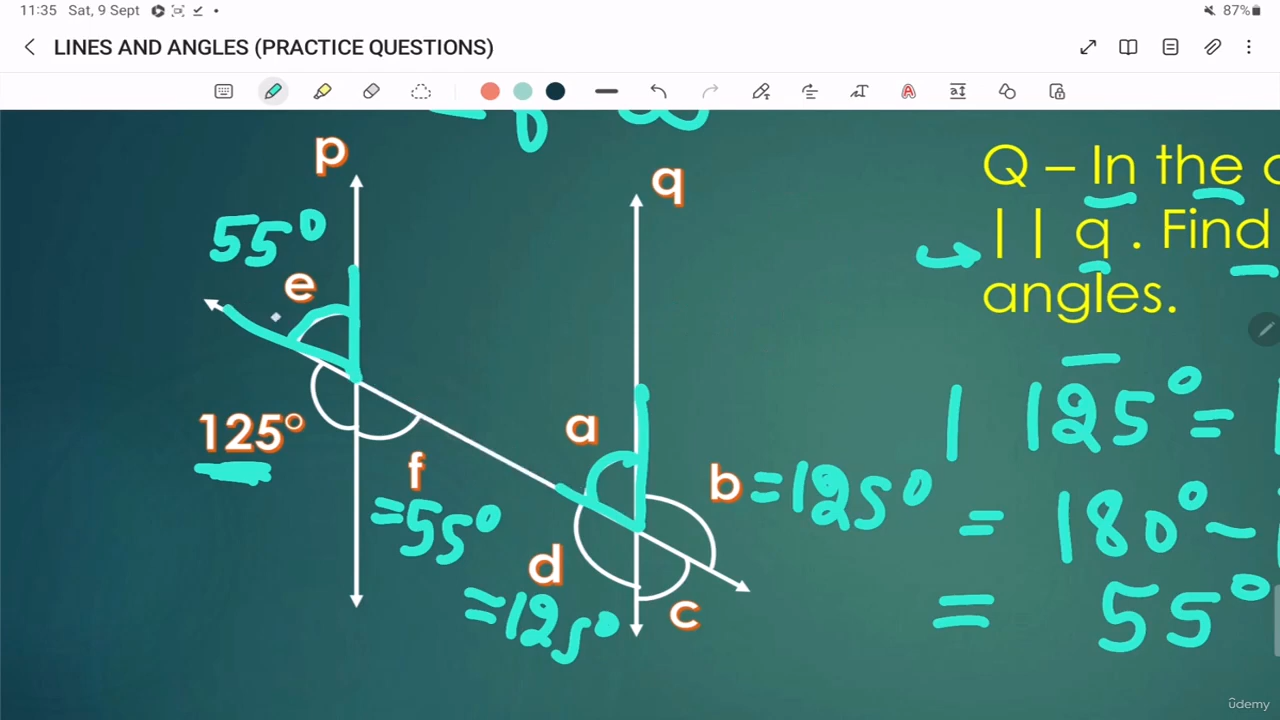 11:35 Sat, 9 Sept 87%
LINES AND ANGLES (PRACTICE QUESTIONS)
p
q
Q – In the
| | q . Find
angles.
55°
e
125°
f
=55°
a
b =125°
d
=125°
c
125° =
= 180° –
= 55°
ûdemy